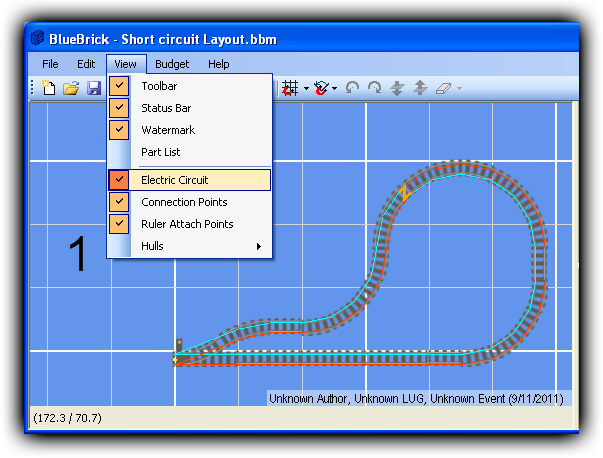 BlueBrick - Short circuit Layout.bbm
File Edit View Budget Help
Toolbar
Status Bar
Watermark
Part List
Electric Circuit
Connection Points
Ruler Attach Points
Hulls
1
Unknown Author, Unknown LUG, Unknown Event (9/11/2011)
(172.3 / 70.7)